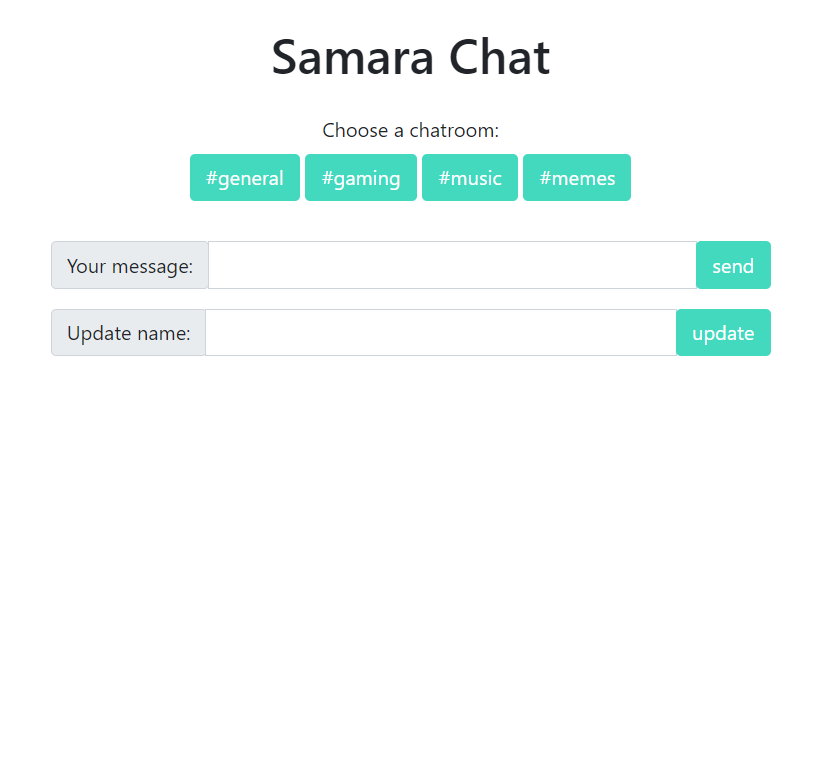 Samara Chat
Choose a chatroom:
#general #gaming #music #memes
Your message: send
Update name: update